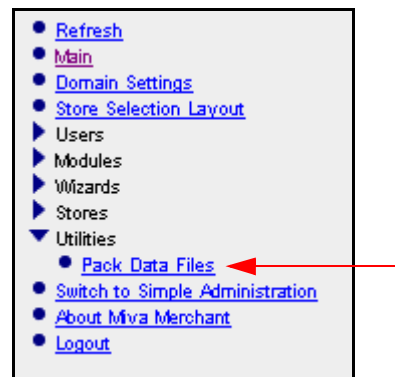 Refresh
Main
Domain Settings
Store Selection Layout
Users
Modules
Wizards
Stores
Utilities
Pack Data Files
Switch to Simple Administration
About Miva Merchant
Logout